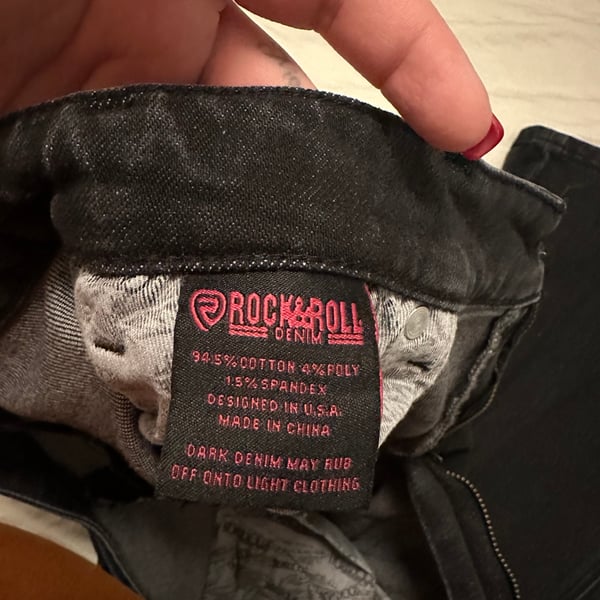 ROCK&ROLL
DENIM
94.5% COTTON 4% POLY
1.5% SPANDEX
DESIGNED IN U.S.A.
MADE IN CHINA
DARK DENIM MAY RUB
OFF ONTO LIGHT CLOTHING